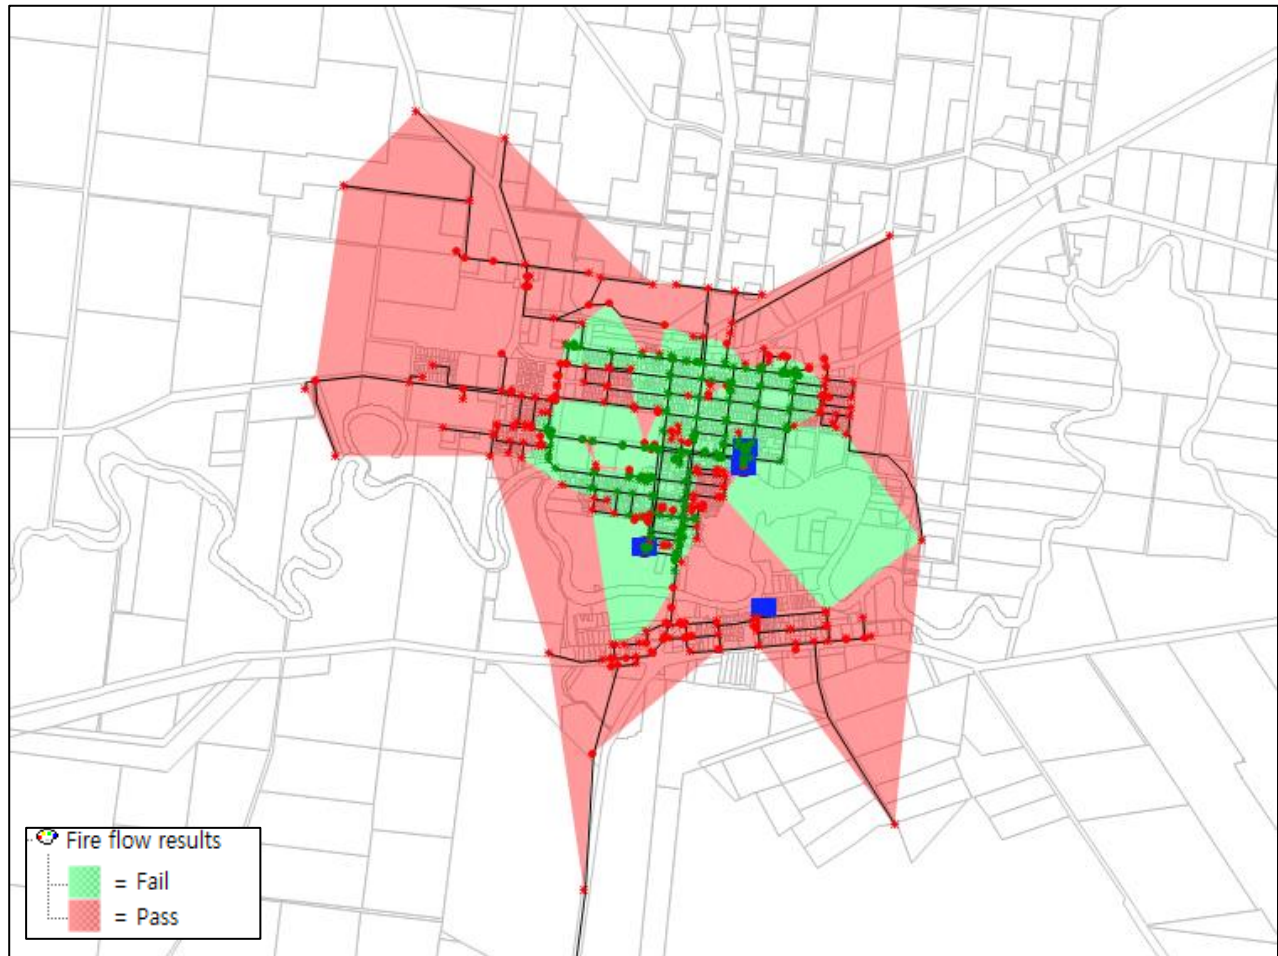 Fire flow results
= Fail
= Pass